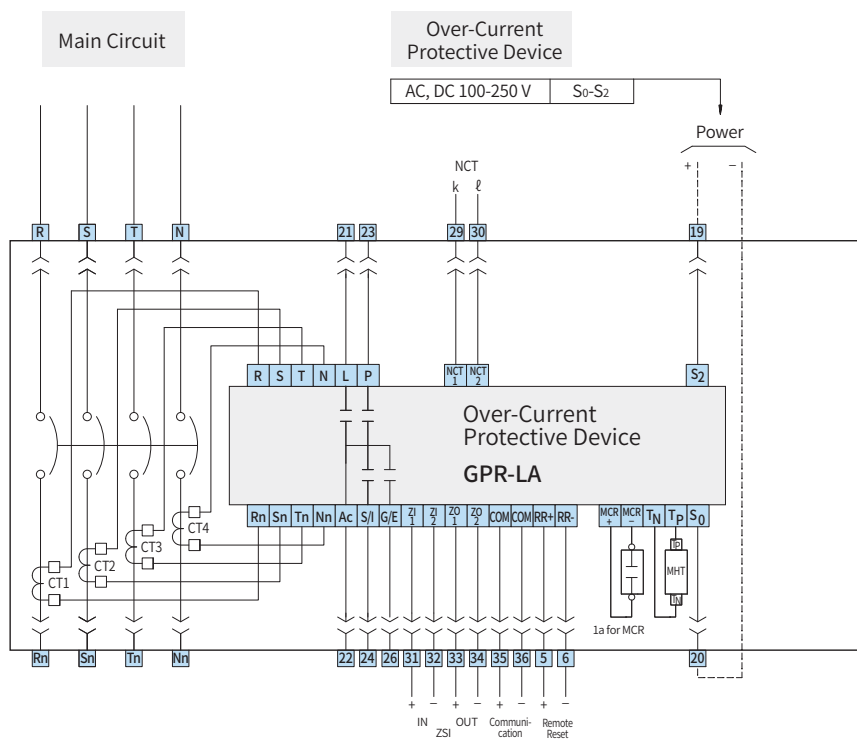 Main Circuit
Over-Current
Protective Device
AC, DC 100-250 V S0-S2
Power
+ −
NCT
k ℓ
R S T N 21 23 29 30 19
R S T N L P NCT 1 NCT 2 S2
Over-Current
Protective Device
GPR-LA
Rn Sn Tn Nn Ac S/I G/E ZI 1 ZI 2 ZO 1 ZO 2 COM COM RR+ RR- MCR + MCR − TN TP S0
CT1 CT2 CT3 CT4
TP
MHT
TN
1a for MCR
Rn Sn Tn Nn 22 24 26 31 32 33 34 35 36 5 6 20
+ − + − + − + −
IN OUT
ZSI
Communi-
cation
Remote
Reset